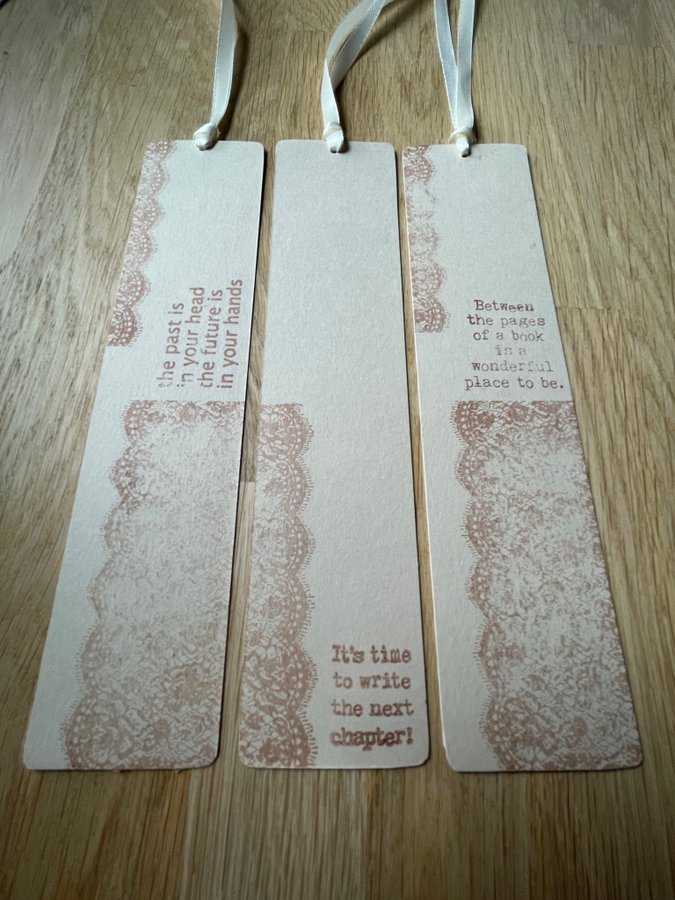 the past is
in your head
the future is
in your hands
It's time
to write
the next
chapter!
Between
the pages
of a book
is a
wonderful
place to be.